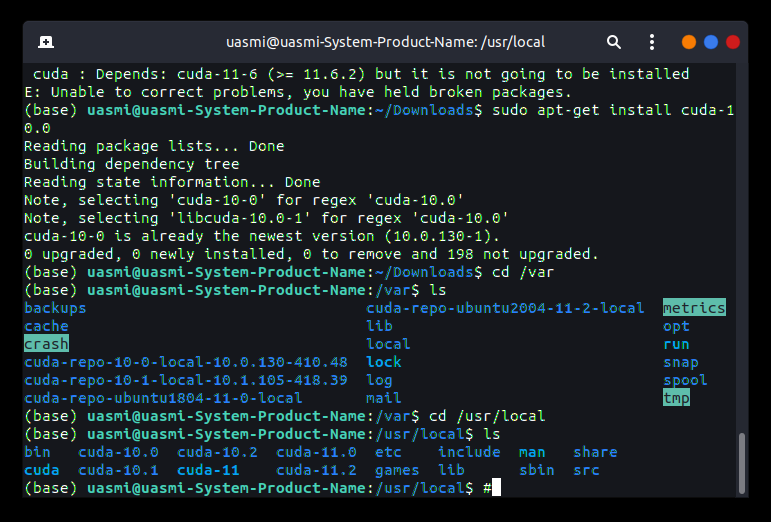 uasmi@uasmi-System-Product-Name: /usr/local
 cuda : Depends: cuda-11-6 (>= 11.6.2) but it is not going to be installed
E: Unable to correct problems, you have held broken packages.
(base) uasmi@uasmi-System-Product-Name:~/Downloads$ sudo apt-get install cuda-1
0.0
Reading package lists... Done
Building dependency tree
Reading state information... Done
Note, selecting 'cuda-10-0' for regex 'cuda-10.0'
Note, selecting 'libcuda-10.0-1' for regex 'cuda-10.0'
cuda-10-0 is already the newest version (10.0.130-1).
0 upgraded, 0 newly installed, 0 to remove and 198 not upgraded.
(base) uasmi@uasmi-System-Product-Name:~/Downloads$ cd /var
(base) uasmi@uasmi-System-Product-Name:/var$ ls
backups cuda-repo-ubuntu2004-11-2-local metrics
cache lib opt
crash local run
cuda-repo-10-0-local-10.0.130-410.48 lock snap
cuda-repo-10-1-local-10.1.105-418.39 log spool
cuda-repo-ubuntu1804-11-0-local mail tmp
(base) uasmi@uasmi-System-Product-Name:/var$ cd /usr/local
(base) uasmi@uasmi-System-Product-Name:/usr/local$ ls
bin cuda-10.0 cuda-10.2 cuda-11.0 etc include man share
cuda cuda-10.1 cuda-11 cuda-11.2 games lib sbin src
(base) uasmi@uasmi-System-Product-Name:/usr/local$ #